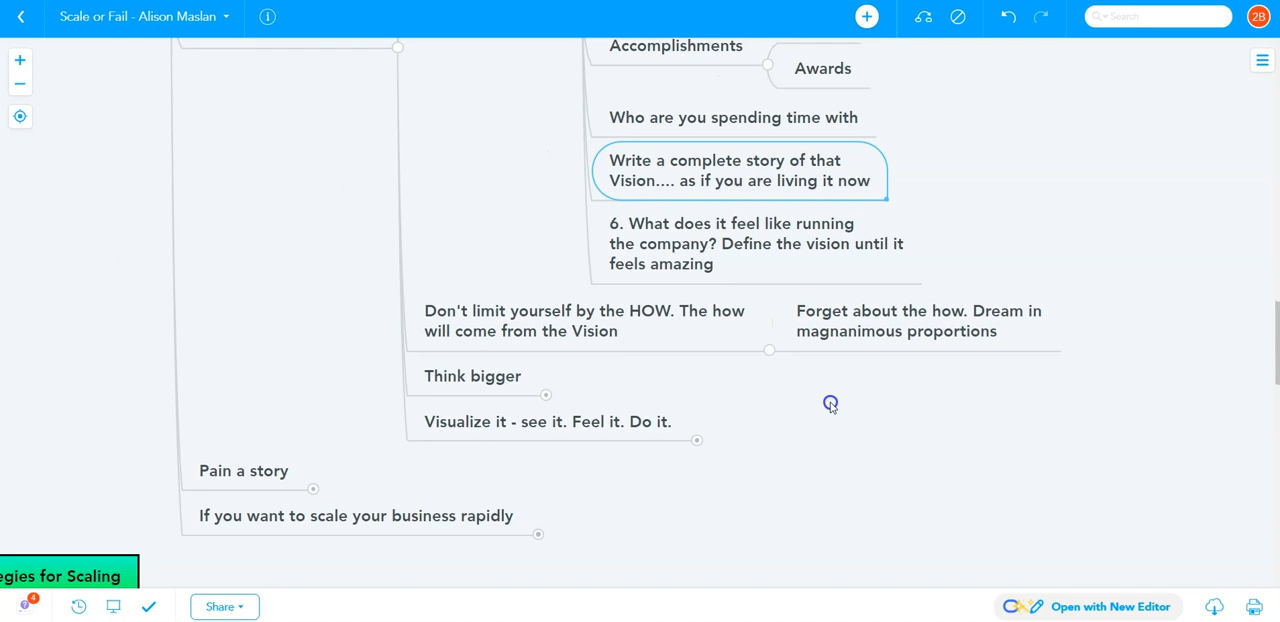 Scale or Fail - Alison Maslan
Search
2B
Accomplishments
Awards
Who are you spending time with
Write a complete story of that
Vision.... as if you are living it now
6. What does it feel like running
the company? Define the vision until it
feels amazing
Don't limit yourself by the HOW. The how
will come from the Vision
Forget about the how. Dream in
magnanimous proportions
Think bigger
Visualize it - see it. Feel it. Do it.
Pain a story
If you want to scale your business rapidly
egies for Scaling
4
Share
Open with New Editor